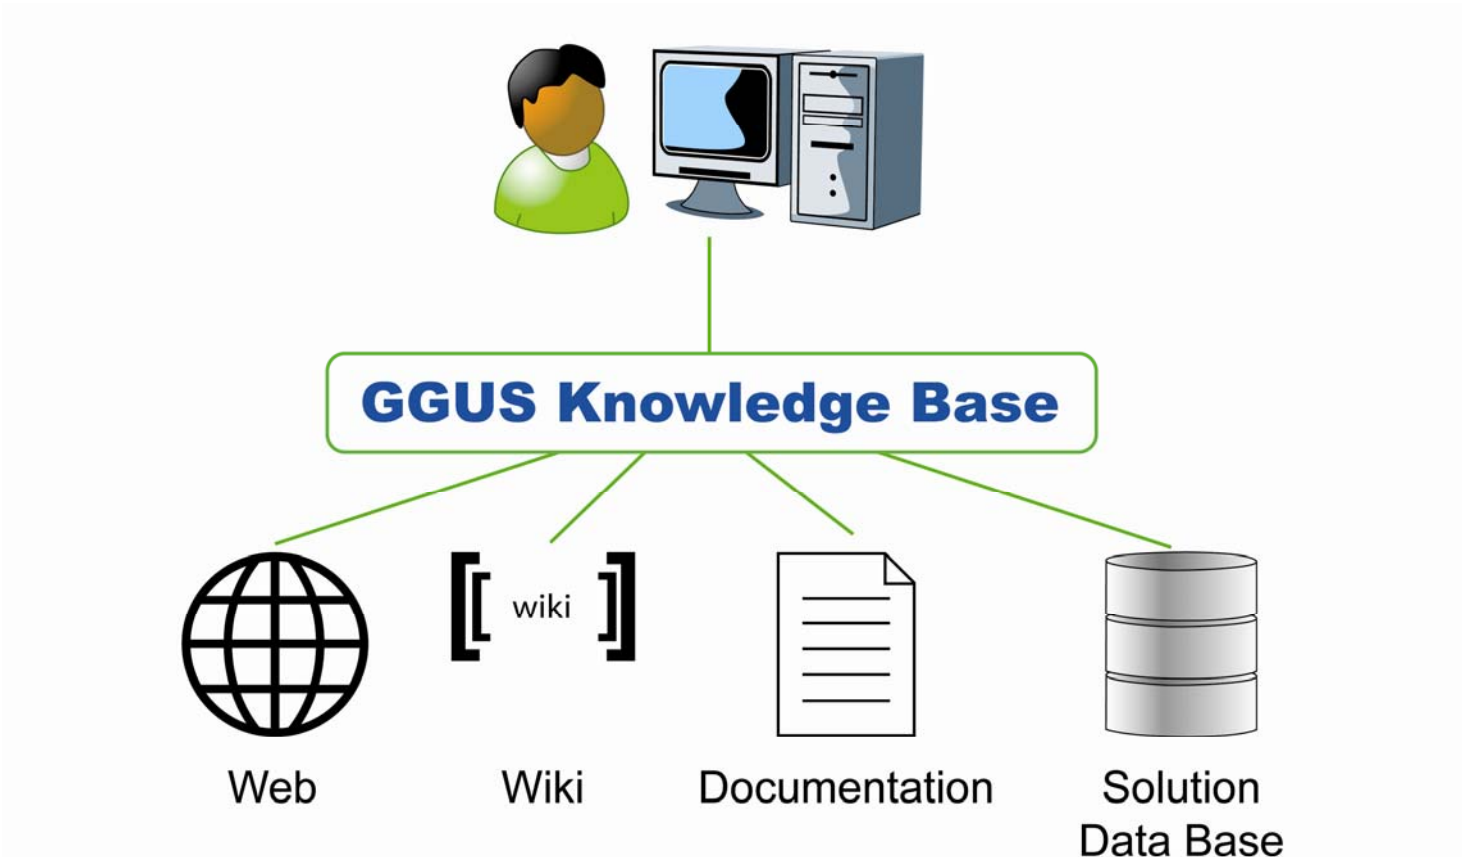 GGUS Knowledge Base
wiki
Web
Wiki
Documentation
Solution
Data Base